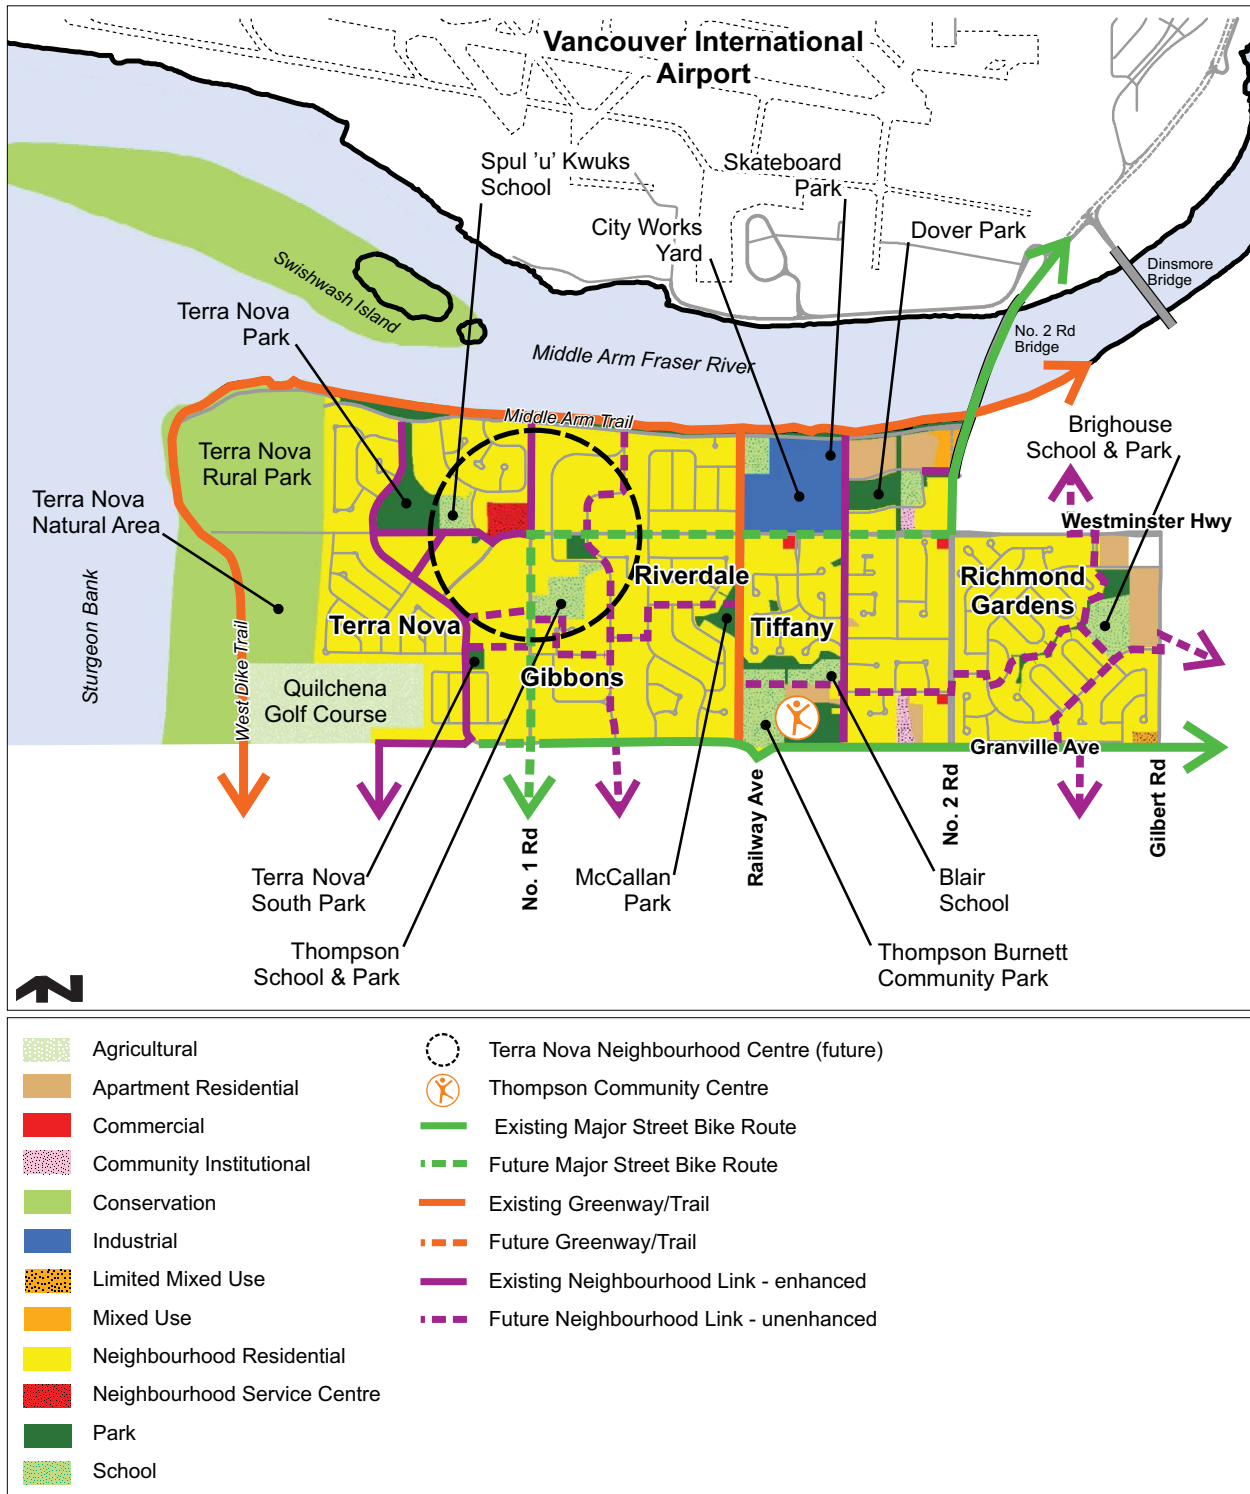 Vancouver International
Airport
Spul 'u' Kwuks
School
Skateboard
Park
City Works
Yard
Dover Park
Dinsmore
Bridge
Swishwash Island
Terra Nova
Park
No. 2 Rd
Bridge
Middle Arm Fraser River
Middle Arm Trail
Brighouse
School & Park
Terra Nova
Rural Park
Terra Nova
Natural Area
Westminster Hwy
Riverdale
Richmond
Gardens
Terra Nova
Tiffany
Sturgeon Bank
West Dike Trail
Gibbons
Quilchena
Golf Course
Granville Ave
No. 1 Rd
Railway Ave
No. 2 Rd
Gilbert Rd
Terra Nova
South Park
McCallan
Park
Blair
School
Thompson
School & Park
Thompson Burnett
Community Park
N
Agricultural
Apartment Residential
Commercial
Community Institutional
Conservation
Industrial
Limited Mixed Use
Mixed Use
Neighbourhood Residential
Neighbourhood Service Centre
Park
School
Terra Nova Neighbourhood Centre (future)
Thompson Community Centre
Existing Major Street Bike Route
Future Major Street Bike Route
Existing Greenway/Trail
Future Greenway/Trail
Existing Neighbourhood Link - enhanced
Future Neighbourhood Link - unenhanced